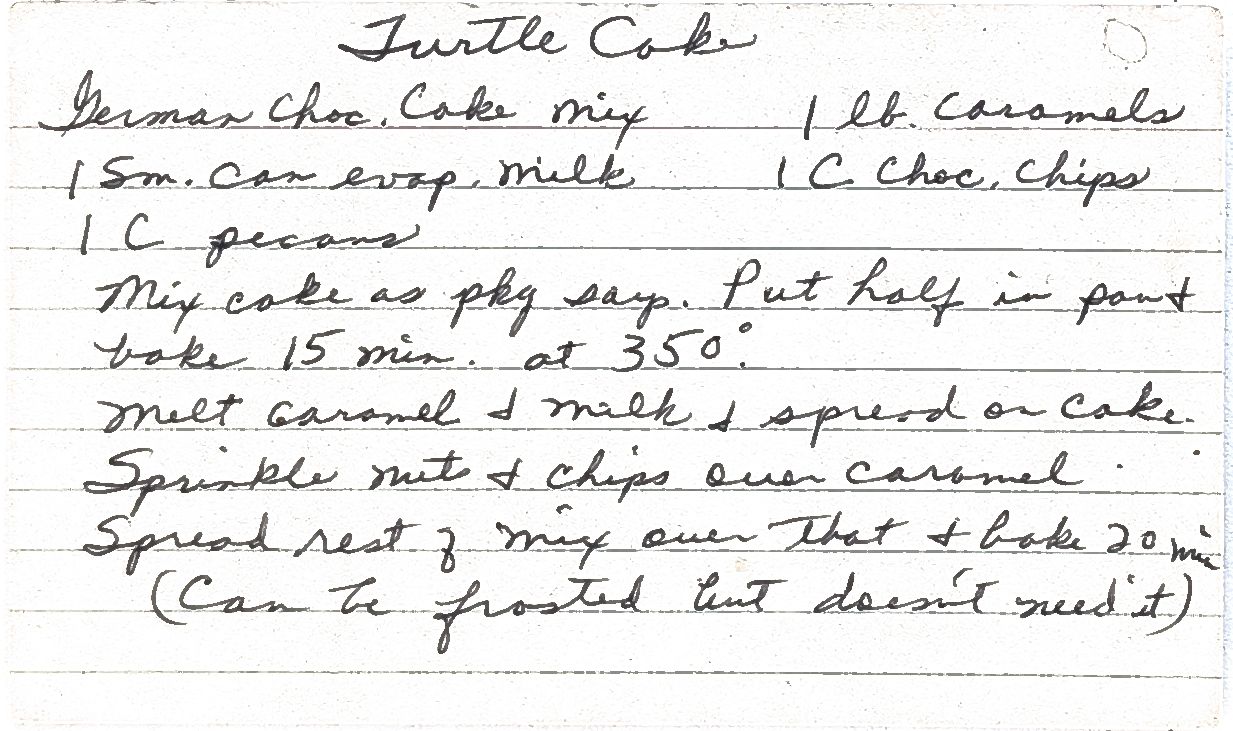 Turtle Cake
German Choc. Cake Mix 1 lb. Caramels
1 Sm. can evap. milk 1 C Choc. Chips
1 C pecans
Mix cake as pkg says. Put half in pan &
bake 15 min. at 350°.
Melt caramel & milk & spread on cake.
Sprinkle nuts & chips over caramel.
Spread rest of mix over that & bake 20 min
(Can be frosted but doesn't need it)